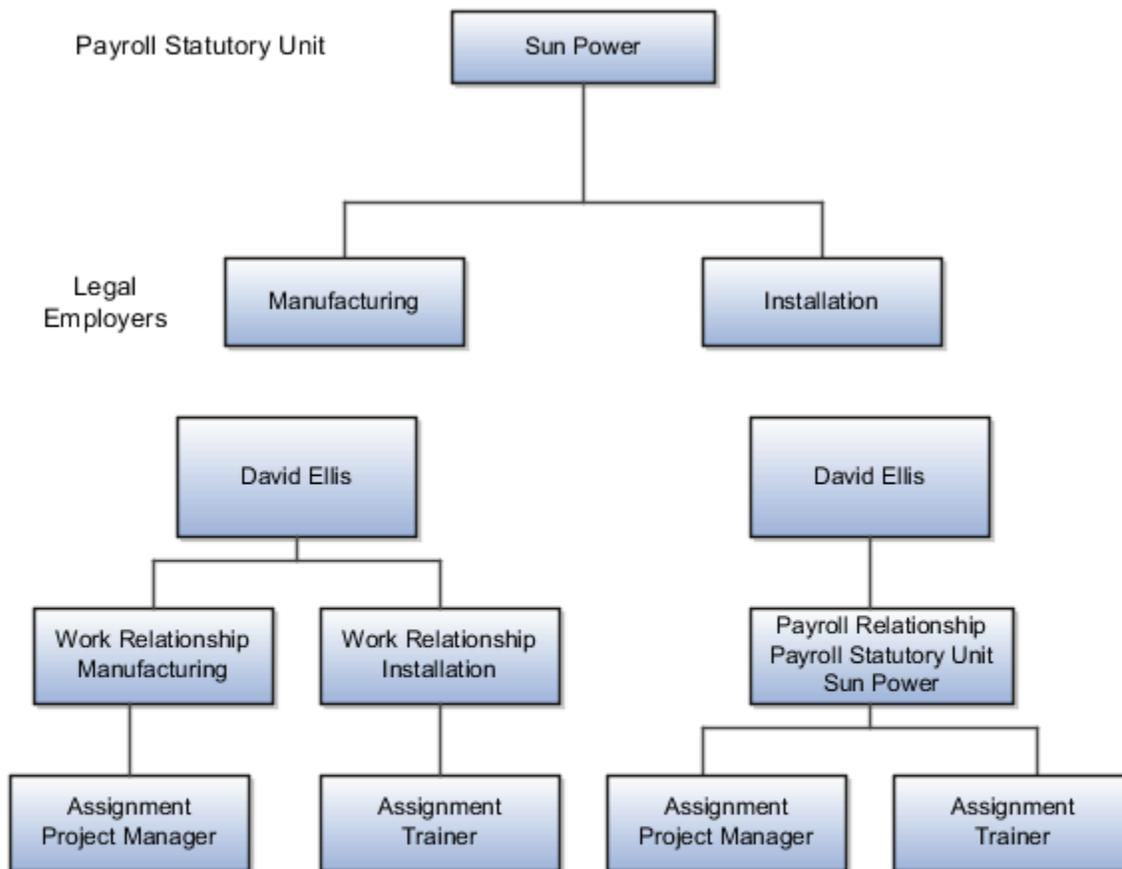 Payroll Statutory Unit
Sun Power
Legal
Employers
Manufacturing
Installation
David Ellis
David Ellis
Work Relationship
Manufacturing
Work Relationship
Installation
Payroll Relationship
Payroll Statutory Unit
Sun Power
Assignment
Project Manager
Assignment
Trainer
Assignment
Project Manager
Assignment
Trainer